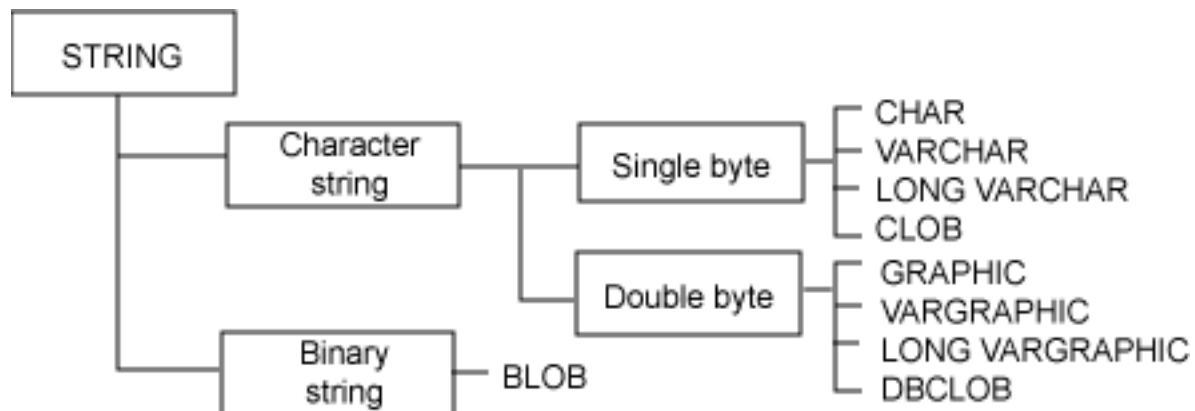 STRING
Character
string
Single byte
CHAR
VARCHAR
LONG VARCHAR
CLOB
Double byte
GRAPHIC
VARGRAPHIC
LONG VARGRAPHIC
DBCLOB
Binary
string
BLOB